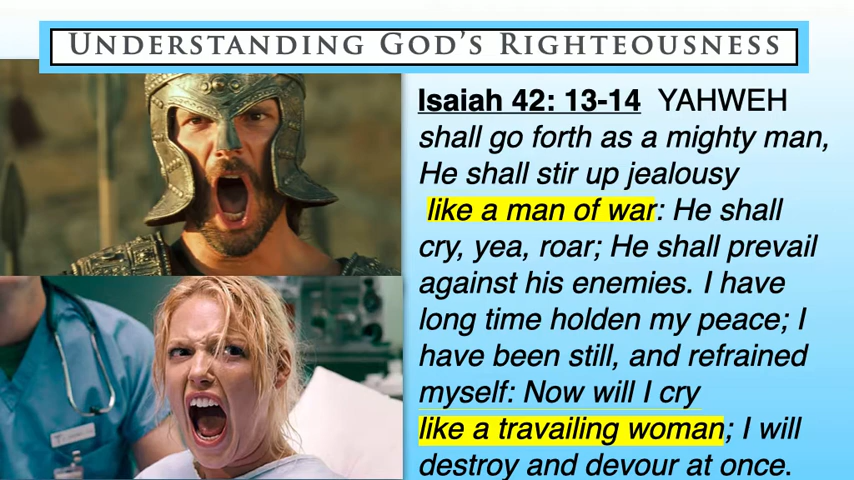 Understanding God's Righteousness
Isaiah 42: 13-14 YAHWEH
shall go forth as a mighty man,
He shall stir up jealousy
like a man of war: He shall
cry, yea, roar; He shall prevail
against his enemies. I have
long time holden my peace; I
have been still, and refrained
myself: Now will I cry
like a travailing woman; I will
destroy and devour at once.